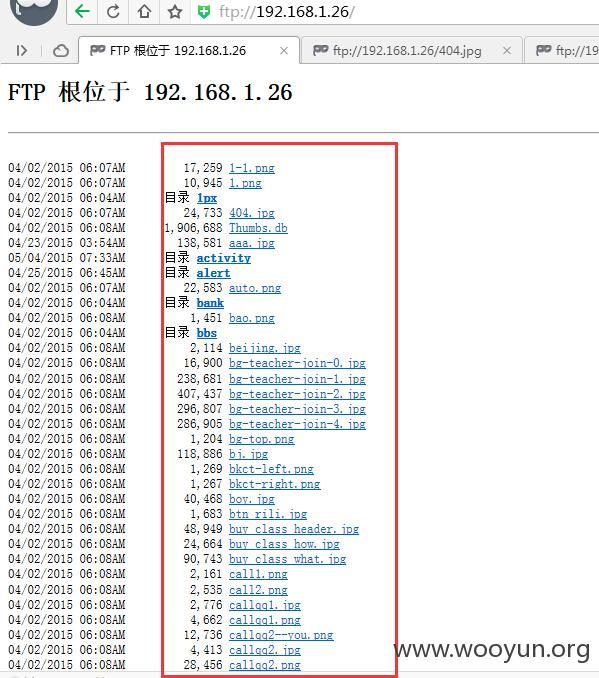 ftp://192.168.1.26/
FTP 根位于 192.168.1.26 × ftp://192.168.1.26/404.jpg × ftp://19
FTP 根位于 192.168.1.26
04/02/2015 06:07AM 17,259 1-1.png
04/02/2015 06:07AM 10,945 1.png
04/02/2015 06:04AM 目录 1px
04/02/2015 06:07AM 24,733 404.jpg
04/02/2015 06:08AM 1,906,688 Thumbs.db
04/23/2015 03:54AM 138,581 aaa.jpg
05/04/2015 07:33AM 目录 activity
04/25/2015 06:45AM 目录 alert
04/02/2015 06:07AM 22,583 auto.png
04/02/2015 06:04AM 目录 bank
04/02/2015 06:08AM 1,451 bao.png
04/02/2015 06:04AM 目录 bbs
04/02/2015 06:08AM 2,114 beijing.jpg
04/02/2015 06:08AM 16,900 bg-teacher-join-0.jpg
04/02/2015 06:08AM 238,681 bg-teacher-join-1.jpg
04/02/2015 06:08AM 407,437 bg-teacher-join-2.jpg
04/02/2015 06:08AM 296,807 bg-teacher-join-3.jpg
04/02/2015 06:08AM 286,905 bg-teacher-join-4.jpg
04/02/2015 06:08AM 1,204 bg-top.png
04/02/2015 06:08AM 118,886 bj.jpg
04/02/2015 06:08AM 1,269 bkct-left.png
04/02/2015 06:08AM 1,267 bkct-right.png
04/02/2015 06:08AM 40,468 boy.jpg
04/02/2015 06:08AM 1,683 btn_rili.jpg
04/02/2015 06:08AM 48,949 buy_class_header.jpg
04/02/2015 06:08AM 24,664 buy_class_how.jpg
04/02/2015 06:08AM 90,743 buy_class_what.jpg
04/02/2015 06:08AM 2,161 call1.png
04/02/2015 06:08AM 2,535 call2.png
04/02/2015 06:08AM 2,776 callqq1.jpg
04/02/2015 06:08AM 4,662 callqq1.png
04/02/2015 06:08AM 12,736 callqq2--you.png
04/02/2015 06:08AM 4,413 callqq2.jpg
04/02/2015 06:08AM 28,456 callqq2.png
www.wooyun.org